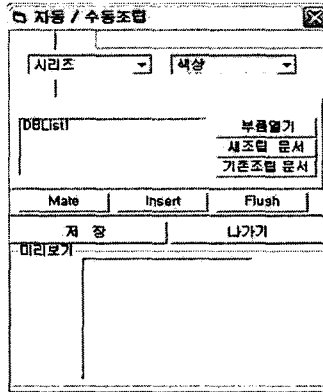 자동 / 수동조립
시리즈 색상
DBList1 부품열기
새조립 문서
기존조립 문서
Mate Insert Flush
저 장 나가기
미리보기